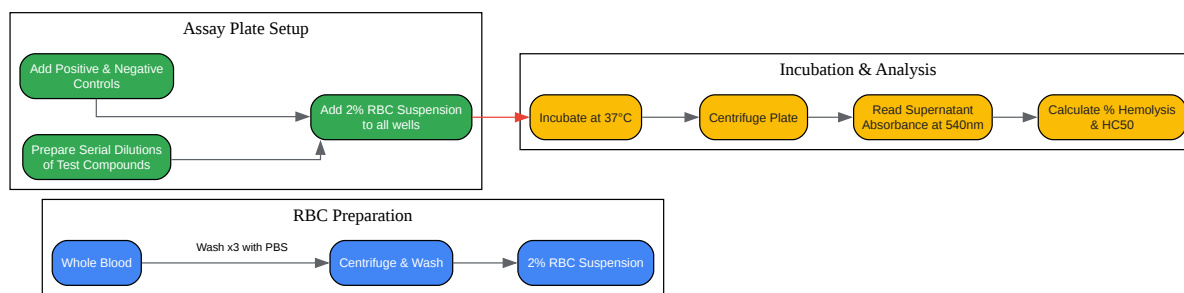 Assay Plate Setup
Add Positive & Negative
Controls
Prepare Serial Dilutions
of Test Compounds
Add 2% RBC Suspension
to all wells
Incubation & Analysis
Incubate at 37°C
Centrifuge Plate
Read Supernatant
Absorbance at 540nm
Calculate % Hemolysis
& HC50
RBC Preparation
Whole Blood
Wash x3 with PBS
Centrifuge & Wash
2% RBC Suspension